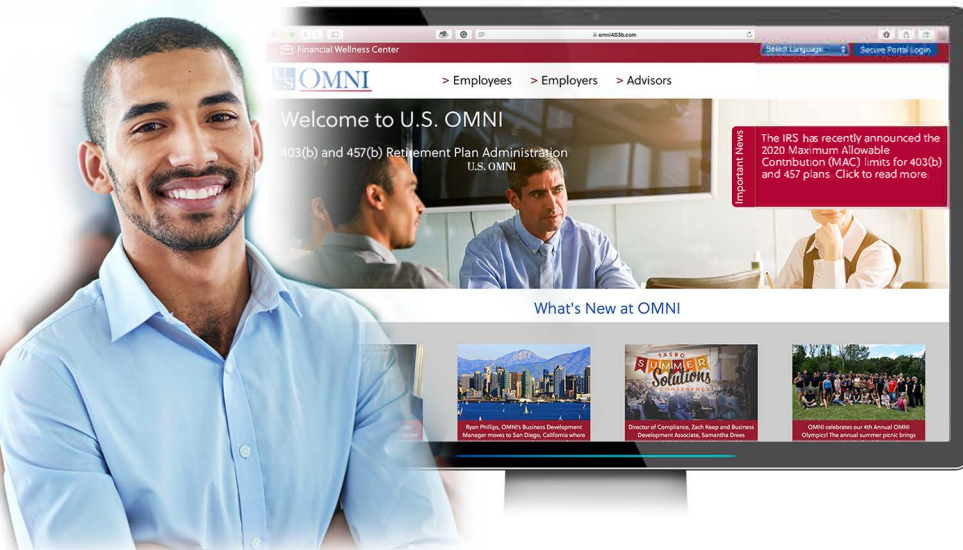 omni403b.com
Financial Wellness Center
Select Language
Secure Portal Login
US OMNI
> Employees > Employers > Advisors
Welcome to U.S. OMNI
403(b) and 457(b) Retirement Plan Administration
U.S. OMNI
Important News
The IRS has recently announced the
2020 Maximum Allowable
Contribution (MAC) limits for 403(b)
and 457 plans. Click to read more.
What's New at OMNI
TASBO
SUMMER
Solutions
CONFERENCE
Ryan Phillips, OMNI's Business Development
Manager moves to San Diego, California where
Director of Compliance, Zach Keep and Business
Development Associate, Samantha Drees
OMNI celebrates our 4th Annual OMNI
Olympics! The annual summer picnic brings